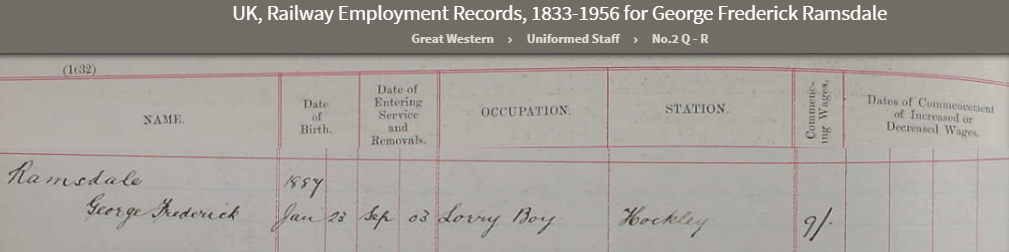 UK, Railway Employment Records, 1833-1956 for George Frederick Ramsdale
Great Western › Uniformed Staff › No.2 Q - R
(1632)
NAME.
Date
of
Birth.
Date of
Entering
Service
and
Removals.
OCCUPATION.
STATION.
Commenc-
ing Wages.
Dates of Commencement
of Increased or
Decreased Wages.
Ramsdale 1887
George Frederick Jan 23 Sep 03 Lorry Boy Hockley 9/-